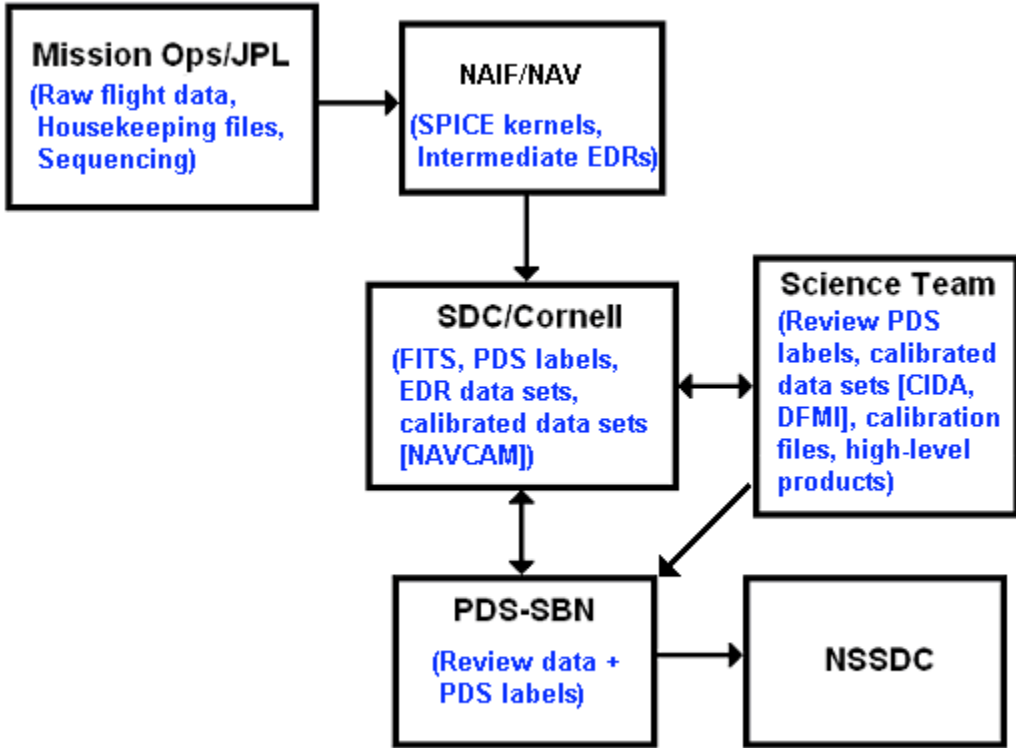 Mission Ops/JPL
(Raw flight data,
Housekeeping files,
Sequencing)
NAIF/NAV
(SPICE kernels,
Intermediate EDRs)
SDC/Cornell
(FITS, PDS labels,
EDR data sets,
calibrated data sets
[NAVCAM])
Science Team
(Review PDS
labels, calibrated
data sets [CIDA,
DFMI], calibration
files, high-level
products)
PDS-SBN
(Review data +
PDS labels)
NSSDC